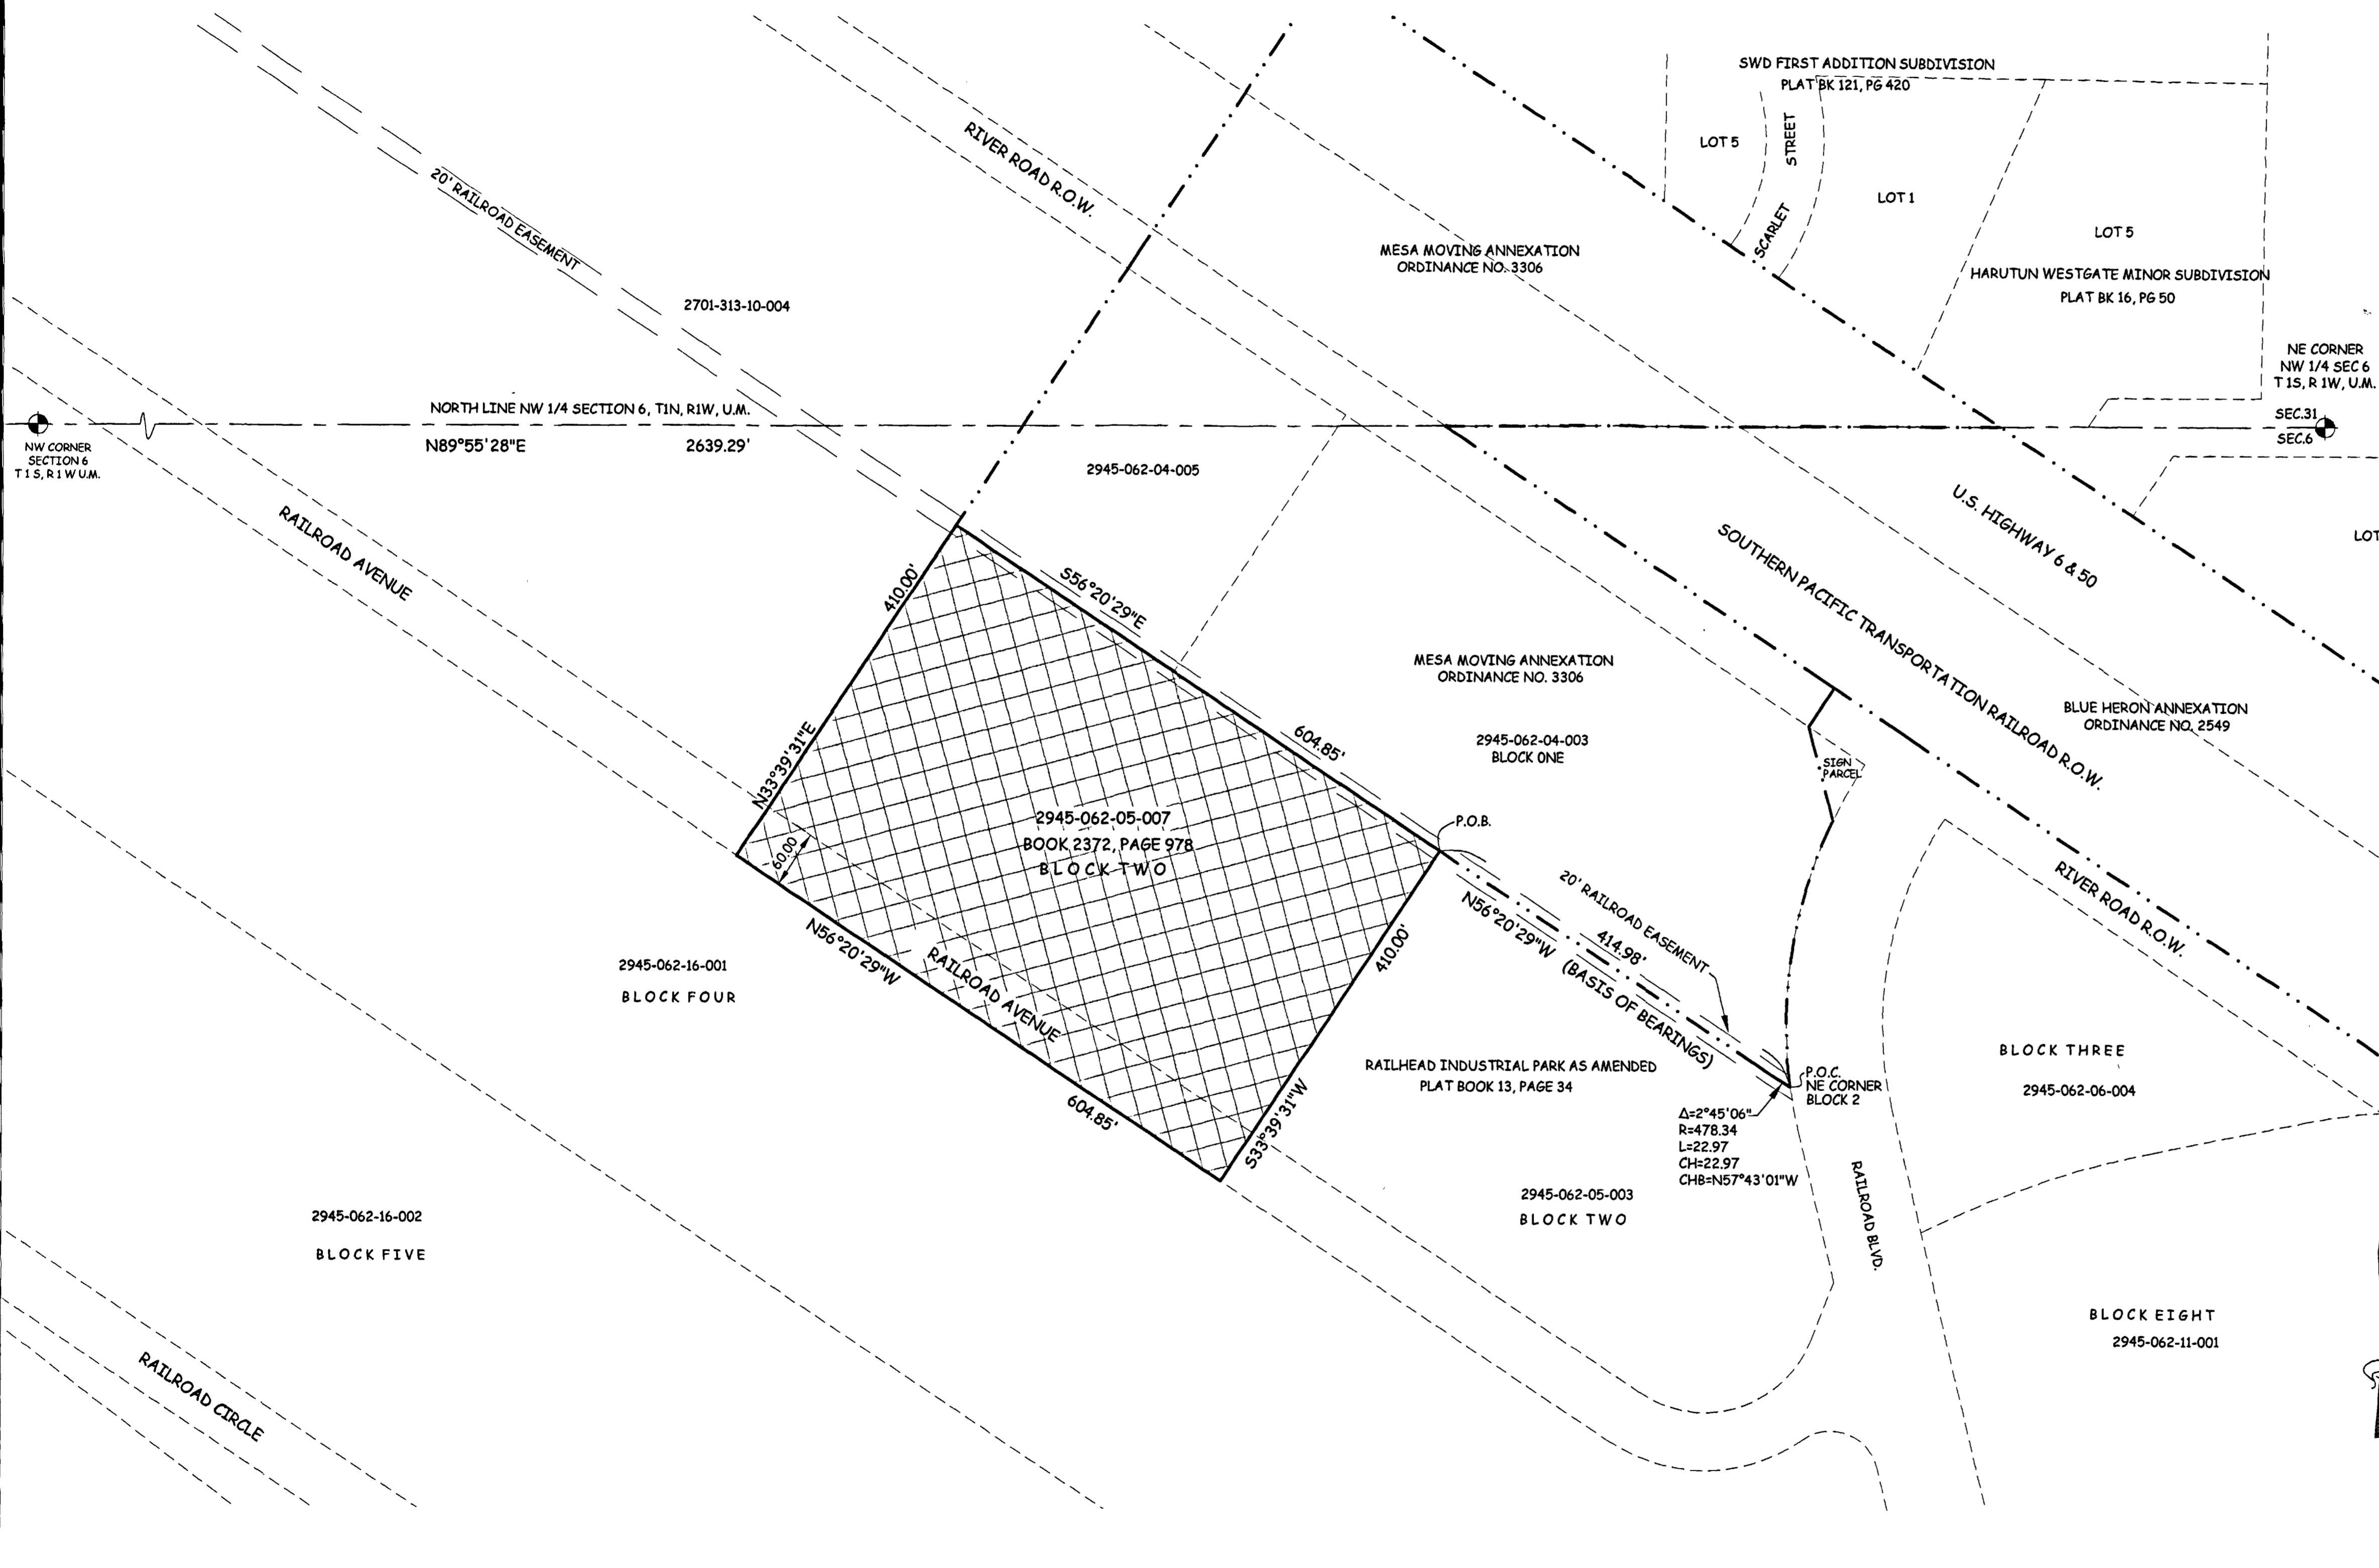 SWD FIRST ADDITION SUBDIVISION
PLAT BK 121, PG 420
LOT 5
SCARLET STREET
LOT 1
LOT 5
HARUTUN WESTGATE MINOR SUBDIVISION
PLAT BK 16, PG 50
RIVER ROAD R.O.W.
20' RAILROAD EASEMENT
MESA MOVING ANNEXATION
ORDINANCE NO. 3306
2701-313-10-004
NE CORNER
NW 1/4 SEC 6
T 1S, R 1W, U.M.
SEC.31
SEC.6
NORTH LINE NW 1/4 SECTION 6, T1N, R1W, U.M.
N89°55'28"E 2639.29'
NW CORNER
SECTION 6
T 1 S, R 1 W U.M.
2945-062-04-005
RAILROAD AVENUE
U.S. HIGHWAY 6 & 50
LOT
SOUTHERN PACIFIC TRANSPORTATION RAILROAD R.O.W.
410.00'
S56°20'29"E
MESA MOVING ANNEXATION
ORDINANCE NO. 3306
BLUE HERON ANNEXATION
ORDINANCE NO. 2549
2945-062-04-003
BLOCK ONE
604.85'
N33°39'31"E
SIGN
PARCEL
2945-062-05-007
BOOK 2372, PAGE 978
BLOCK TWO
60.00
P.O.B.
20' RAILROAD EASEMENT
414.98'
N56°20'29"W (BASIS OF BEARINGS)
RIVER ROAD R.O.W.
410.00'
N56°20'29"W
RAILROAD AVENUE
2945-062-16-001
BLOCK FOUR
RAILHEAD INDUSTRIAL PARK AS AMENDED
PLAT BOOK 13, PAGE 34
BLOCK THREE
2945-062-06-004
P.O.C.
NE CORNER
BLOCK 2
604.85'
S33°39'31"W
Δ=2°45'06"
R=478.34
L=22.97
CH=22.97
CHB=N57°43'01"W
2945-062-05-003
BLOCK TWO
RAILROAD BLVD.
2945-062-16-002
BLOCK FIVE
BLOCK EIGHT
2945-062-11-001
RAILROAD CIRCLE